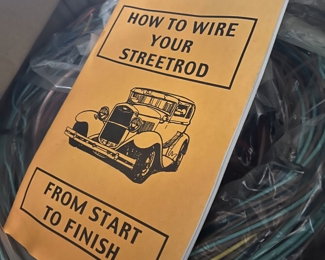 HOW TO WIRE
YOUR
STREETROD
FROM START
TO FINISH